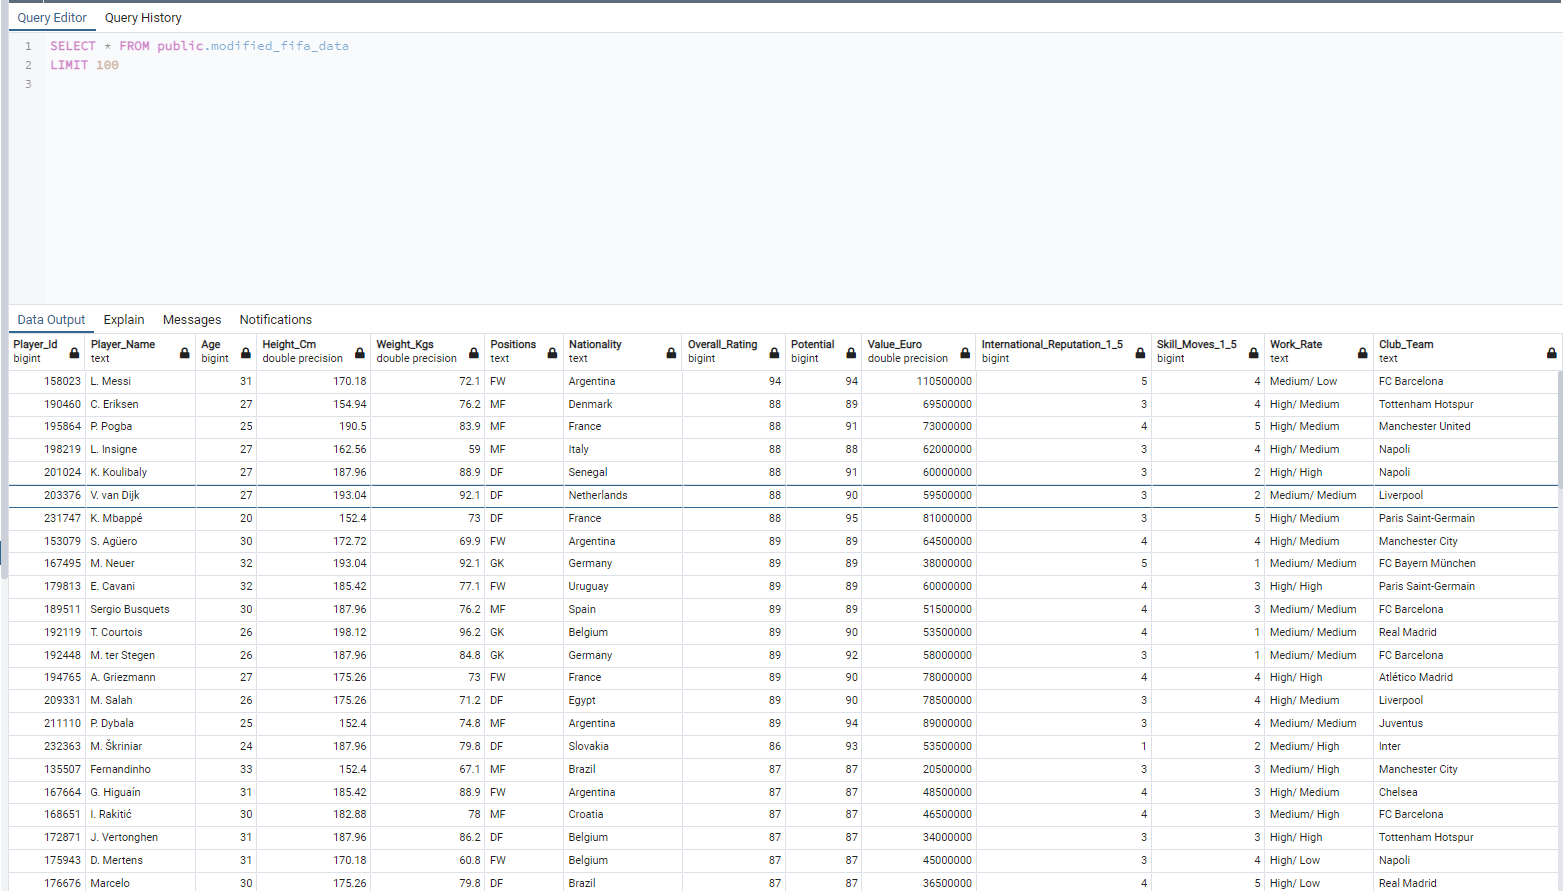 Query Editor Query History
1 SELECT * FROM public.modified_fifa_data
2 LIMIT 100
3
Data Output Explain Messages Notifications
Player_Id Player_Name Age Height_Cm Weight_Kgs Positions Nationality Overall_Rating Potential Value_Euro International_Reputation_1_5 Skill_Moves_1_5 Work_Rate Club_Team
bigint text bigint double precision double precision text text bigint bigint double precision bigint bigint text text
158023 L. Messi 31 170.18 72.1 FW Argentina 94 94 110500000 5 4 Medium/ Low FC Barcelona
190460 C. Eriksen 27 154.94 76.2 MF Denmark 88 89 69500000 3 4 High/ Medium Tottenham Hotspur
195864 P. Pogba 25 190.5 83.9 MF France 88 91 73000000 4 5 High/ Medium Manchester United
198219 L. Insigne 27 162.56 59 MF Italy 88 88 62000000 3 4 High/ Medium Napoli
201024 K. Koulibaly 27 187.96 88.9 DF Senegal 88 91 60000000 3 2 High/ High Napoli
203376 V. van Dijk 27 193.04 92.1 DF Netherlands 88 90 59500000 3 2 Medium/ Medium Liverpool
231747 K. Mbappé 20 152.4 73 DF France 88 95 81000000 3 5 High/ Medium Paris Saint-Germain
153079 S. Agüero 30 172.72 69.9 FW Argentina 89 89 64500000 4 4 High/ Medium Manchester City
167495 M. Neuer 32 193.04 92.1 GK Germany 89 89 38000000 5 1 Medium/ Medium FC Bayern München
179813 E. Cavani 32 185.42 77.1 FW Uruguay 89 89 60000000 4 3 High/ High Paris Saint-Germain
189511 Sergio Busquets 30 187.96 76.2 MF Spain 89 89 51500000 4 3 Medium/ Medium FC Barcelona
192119 T. Courtois 26 198.12 96.2 GK Belgium 89 90 53500000 4 1 Medium/ Medium Real Madrid
192448 M. ter Stegen 26 187.96 84.8 GK Germany 89 92 58000000 3 1 Medium/ Medium FC Barcelona
194765 A. Griezmann 27 175.26 73 FW France 89 90 78000000 4 4 High/ High Atlético Madrid
209331 M. Salah 26 175.26 71.2 DF Egypt 89 90 78500000 3 4 High/ Medium Liverpool
211110 P. Dybala 25 152.4 74.8 MF Argentina 89 94 89000000 3 4 Medium/ Medium Juventus
232363 M. Škriniar 24 187.96 79.8 DF Slovakia 86 93 53500000 1 2 Medium/ High Inter
135507 Fernandinho 33 152.4 67.1 MF Brazil 87 87 20500000 3 3 Medium/ High Manchester City
167664 G. Higuaín 31 185.42 88.9 FW Argentina 87 87 48500000 4 3 High/ Medium Chelsea
168651 I. Rakitić 30 182.88 78 MF Croatia 87 87 46500000 4 3 Medium/ High FC Barcelona
172871 J. Vertonghen 31 187.96 86.2 DF Belgium 87 87 34000000 3 3 High/ High Tottenham Hotspur
175943 D. Mertens 31 170.18 60.8 FW Belgium 87 87 45000000 3 4 High/ Low Napoli
176676 Marcelo 30 175.26 79.8 DF Brazil 87 87 36500000 4 5 High/ Low Real Madrid